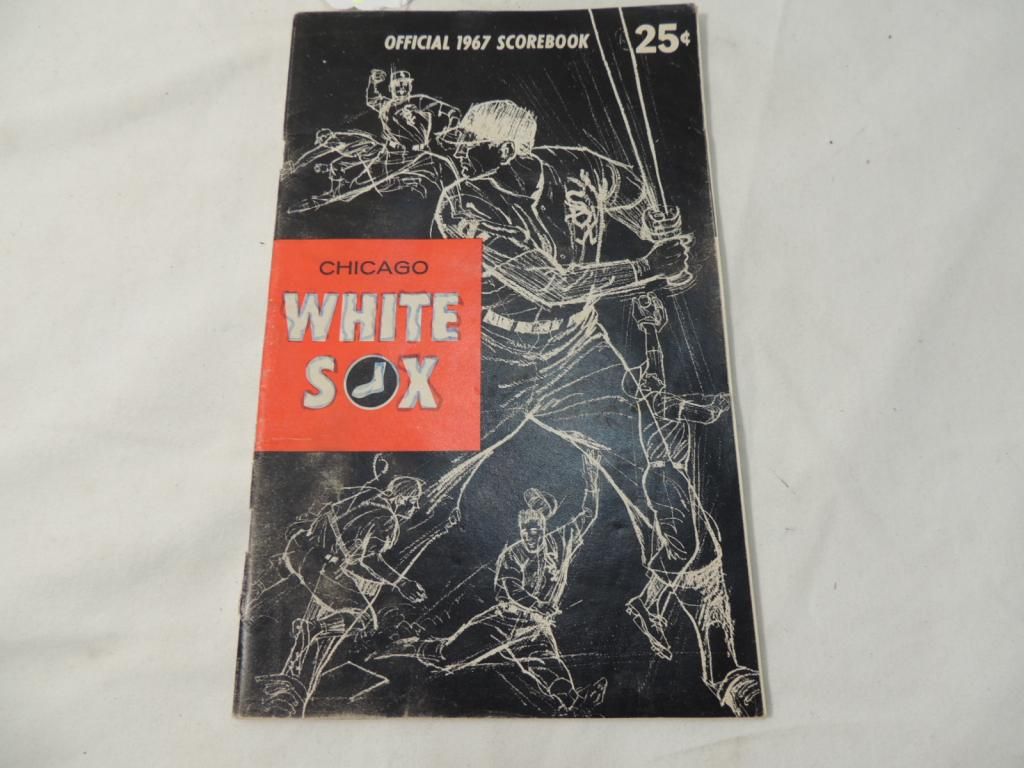 OFFICIAL 1967 SCOREBOOK 25¢
CHICAGO
WHITE
SOX